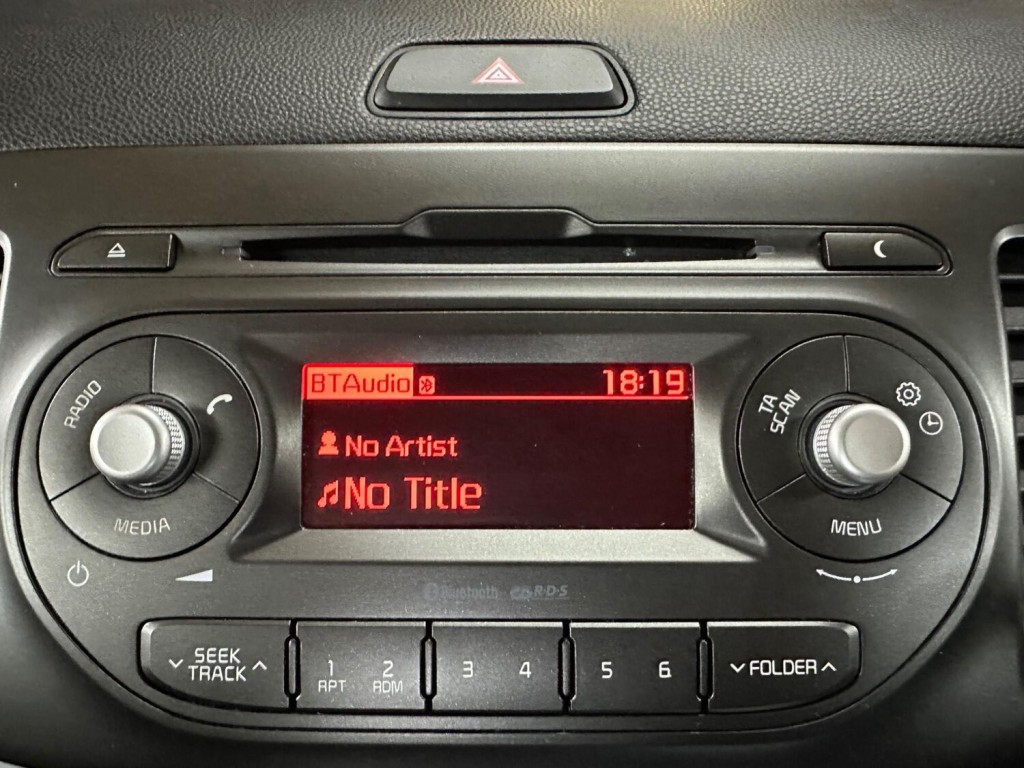 BTAudio 18:19
No Artist
No Title
RADIO
MEDIA
TA
SCAN
MENU
Bluetooth R·D·S
SEEK
TRACK
1 2 3 4 5 6
RPT RDM
FOLDER